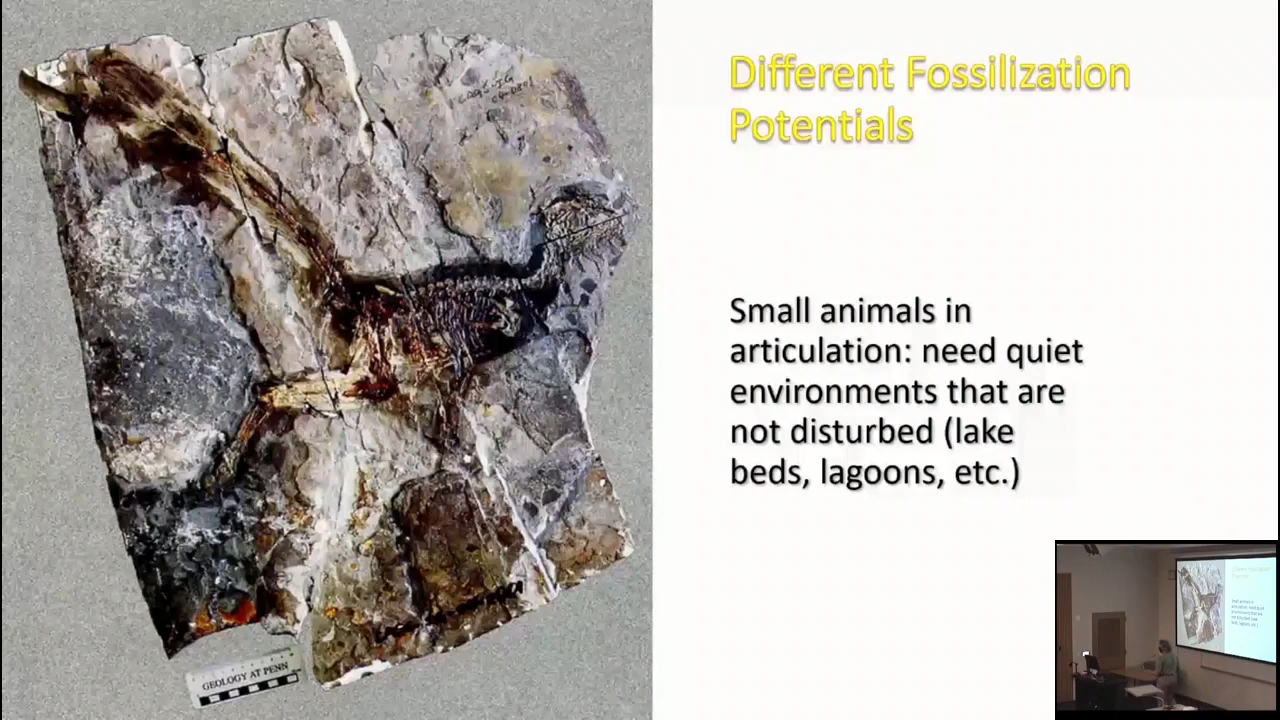 Different Fossilization
Potentials
Small animals in
articulation: need quiet
environments that are
not disturbed (lake
beds, lagoons, etc.)
GEOLOGY AT PENN